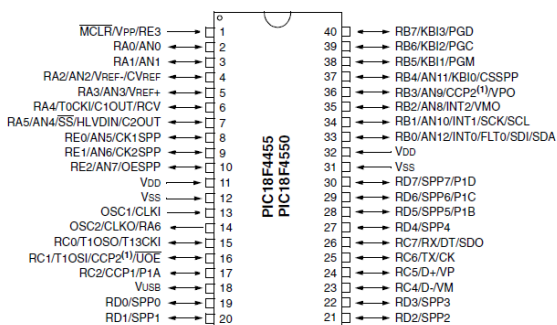 MCLR/VPP/RE3 1
RA0/AN0 2
RA1/AN1 3
RA2/AN2/VREF-/CVREF 4
RA3/AN3/VREF+ 5
RA4/T0CKI/C1OUT/RCV 6
RA5/AN4/SS/HLVDIN/C2OUT 7
RE0/AN5/CK1SPP 8
RE1/AN6/CK2SPP 9
RE2/AN7/OESPP 10
VDD 11
VSS 12
OSC1/CLKI 13
OSC2/CLKO/RA6 14
RC0/T1OSO/T13CKI 15
RC1/T1OSI/CCP2(1)/UOE 16
RC2/CCP1/P1A 17
VUSB 18
RD0/SPP0 19
RD1/SPP1 20
PIC18F4455
PIC18F4550
40 RB7/KBI3/PGD
39 RB6/KBI2/PGC
38 RB5/KBI1/PGM
37 RB4/AN11/KBI0/CSSPP
36 RB3/AN9/CCP2(1)/VPO
35 RB2/AN8/INT2/VMO
34 RB1/AN10/INT1/SCK/SCL
33 RB0/AN12/INT0/FLT0/SDI/SDA
32 VDD
31 VSS
30 RD7/SPP7/P1D
29 RD6/SPP6/P1C
28 RD5/SPP5/P1B
27 RD4/SPP4
26 RC7/RX/DT/SDO
25 RC6/TX/CK
24 RC5/D+/VP
23 RC4/D-/VM
22 RD3/SPP3
21 RD2/SPP2